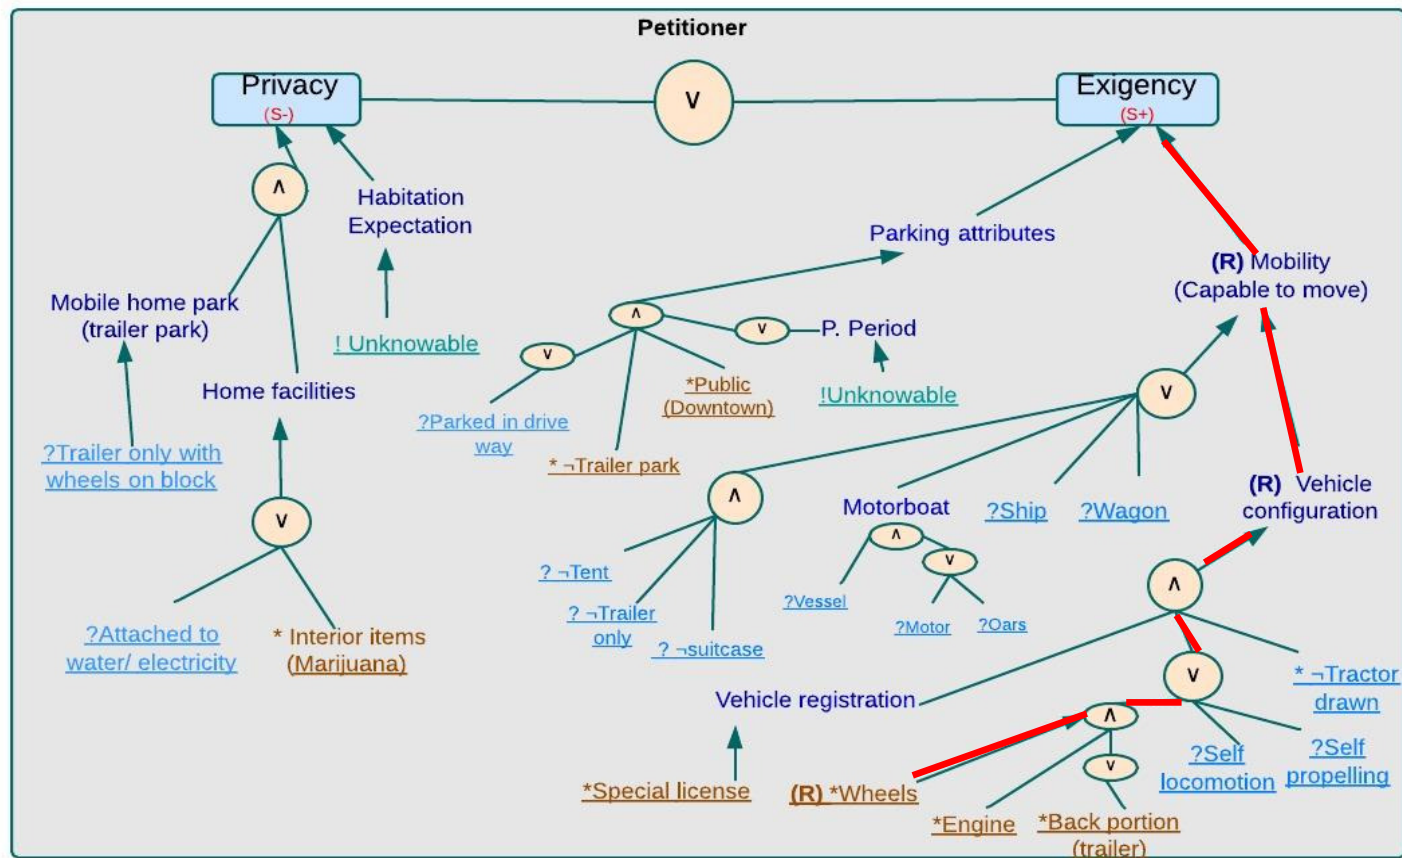 Petitioner
Privacy
(S-)
∨
Exigency
(S+)
∧
Habitation
Expectation
Parking attributes
(R) Mobility
(Capable to move)
Mobile home park
(trailer park)
! Unknowable
∧
∨
P. Period
∨
Home facilities
*Public
(Downtown)
!Unknowable
∨
?Parked in drive
way
* ¬Trailer park
?Trailer only with
wheels on block
∧
Motorboat
?Ship
?Wagon
(R) Vehicle
configuration
∨
∧
∨
? ¬Tent
?Vessel
?Motor
?Oars
∧
? ¬Trailer
only
? ¬suitcase
?Attached to
water/ electricity
* Interior items
(Marijuana)
Vehicle registration
∨
* ¬Tractor
drawn
∧
?Self
locomotion
?Self
propelling
∨
*Special license
(R) *Wheels
*Engine
*Back portion
(trailer)